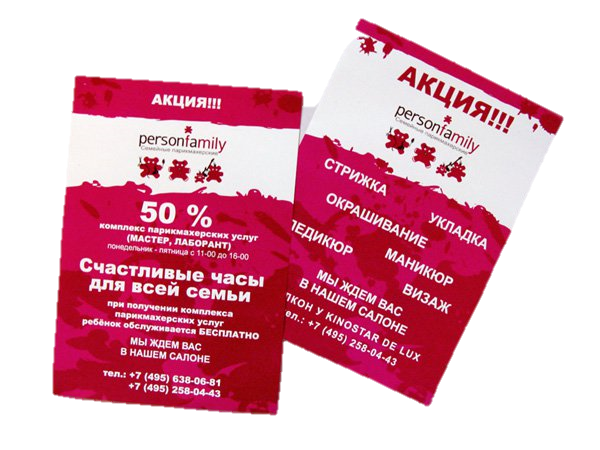 АКЦИЯ!!!
personfamily
Семейные парикмахерские
50 %
комплекс парикмахерских услуг
(МАСТЕР, ЛАБОРАНТ)
понедельник - пятница с 11-00 до 16-00
Счастливые часы
для всей семьи
при получении комплекса
парикмахерских услуг
ребёнок обслуживается БЕСПЛАТНО
МЫ ЖДЕМ ВАС
В НАШЕМ САЛОНЕ
тел.: +7 (495) 638-06-81
+7 (495) 258-04-43
АКЦИЯ!!!
personfamily
Семейные парикмахерские
СТРИЖКА
УКЛАДКА
ОКРАШИВАНИЕ
МАНИКЮР
ПЕДИКЮР
ВИЗАЖ
МЫ ЖДЕМ ВАС
В НАШЕМ САЛОНЕ
У KINOSTAR DE LUX
тел.: +7 (495) 258-04-43